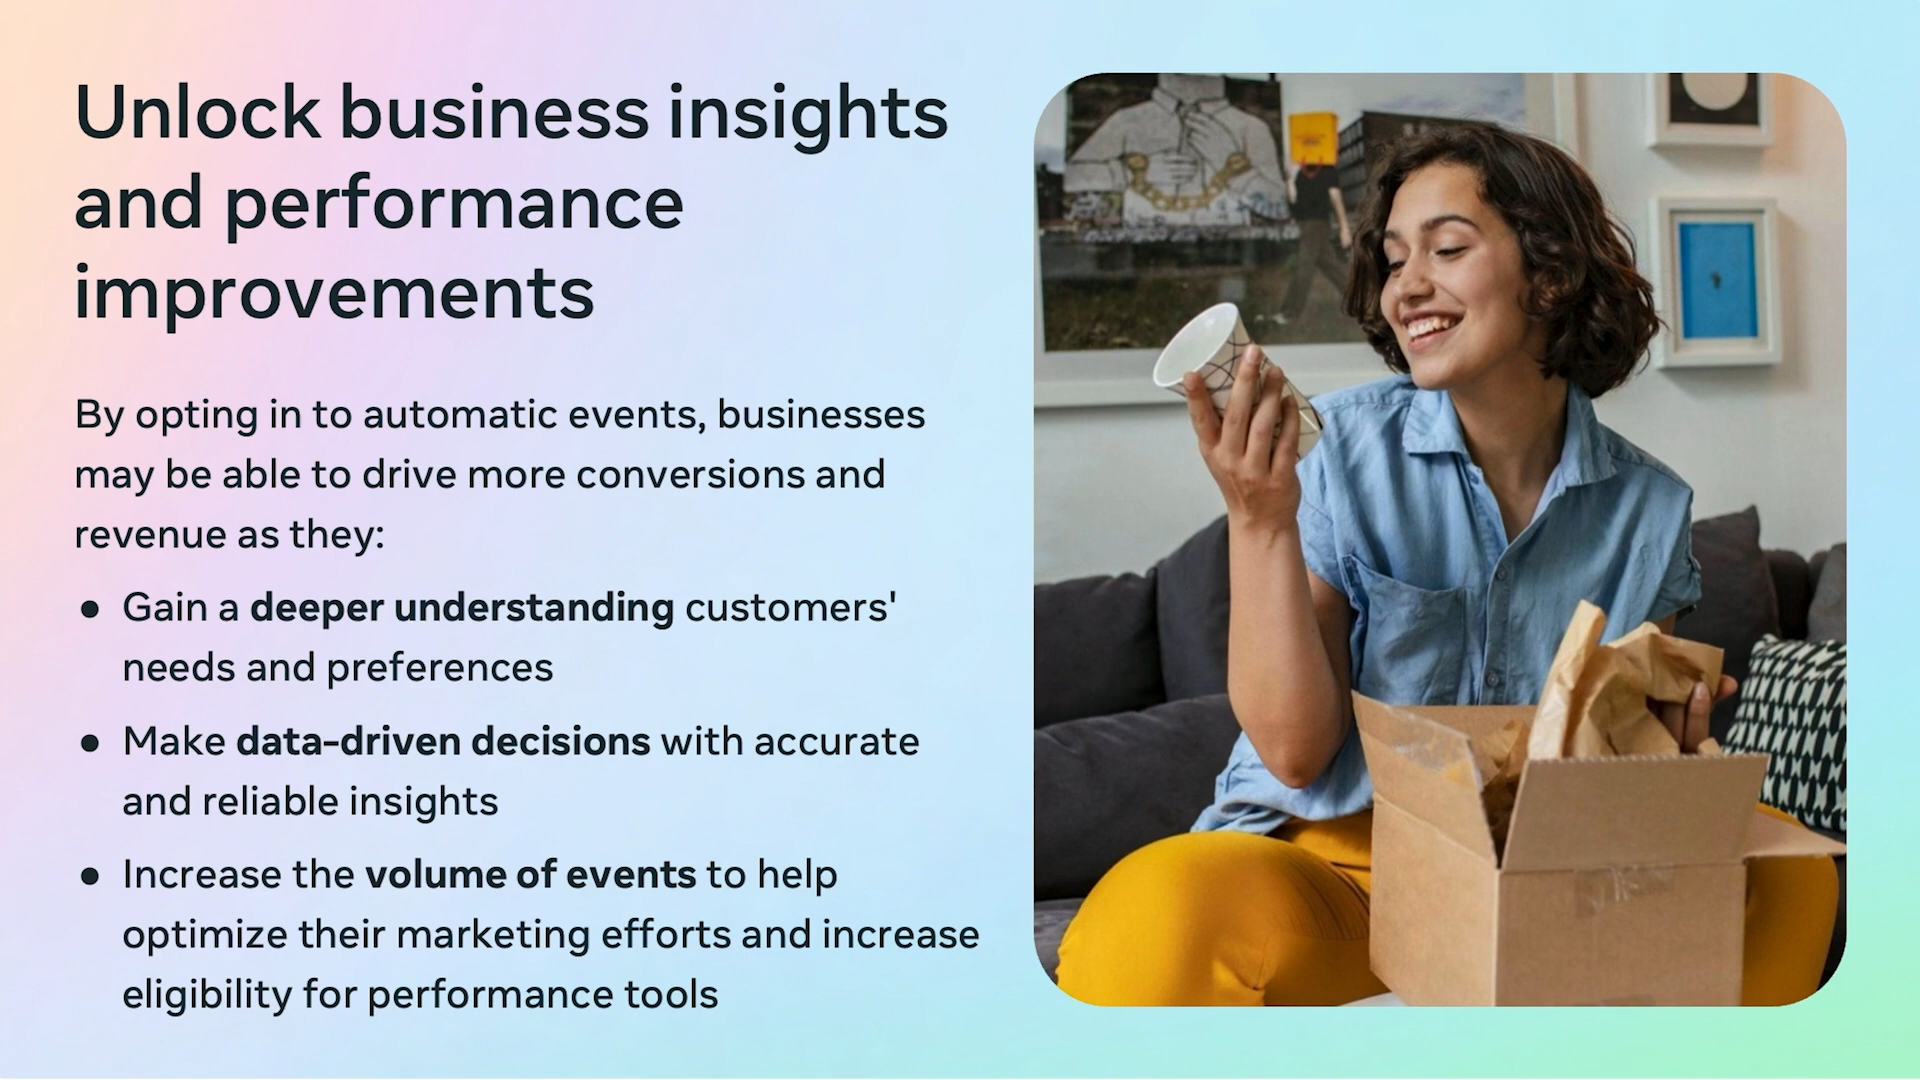 Unlock business insights
and performance
improvements
By opting in to automatic events, businesses
may be able to drive more conversions and
revenue as they:
● Gain a deeper understanding customers'
needs and preferences
● Make data-driven decisions with accurate
and reliable insights
● Increase the volume of events to help
optimize their marketing efforts and increase
eligibility for performance tools